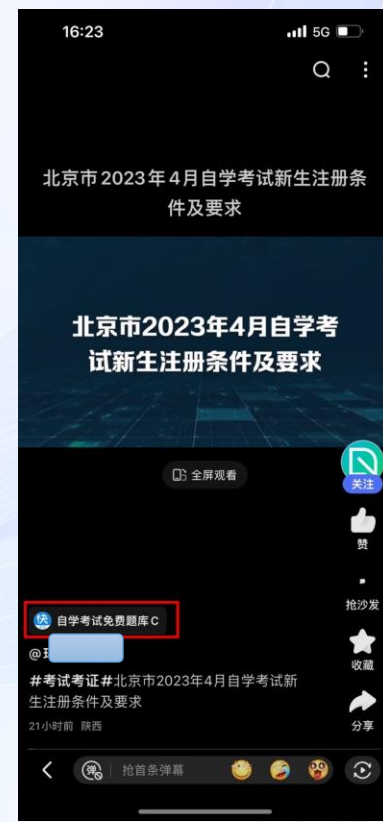 16:23
5G
北京市2023年4月自学考试新生注册条
件及要求
北京市2023年4月自学考
试新生注册条件及要求
全屏观看
关注
赞
抢沙发
快 自学考试免费题库C
收藏
#考试考证#北京市2023年4月自学考试新
生注册条件及要求
21小时前 陕西
分享
弹 抢首条弹幕